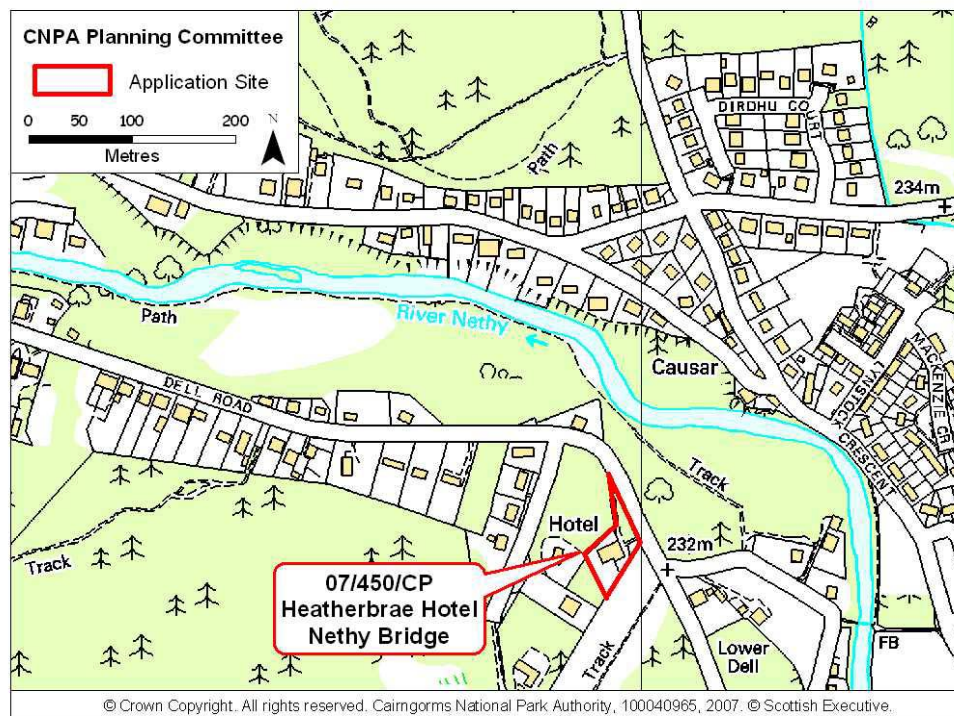 CNPA Planning Committee
Application Site
0 50 100 200
Metres
N
B
DIRDHU COURT
Path
234m
Path
River Nethy
Causar
LYNSTOCK CRESCENT
MACKENZIE CR
DELL ROAD
Track
Hotel
232m
Track
07/450/CP
Heatherbrae Hotel
Nethy Bridge
Track
Lower
Dell
FB
© Crown Copyright. All rights reserved. Cairngorms National Park Authority, 100040965, 2007. © Scottish Executive.